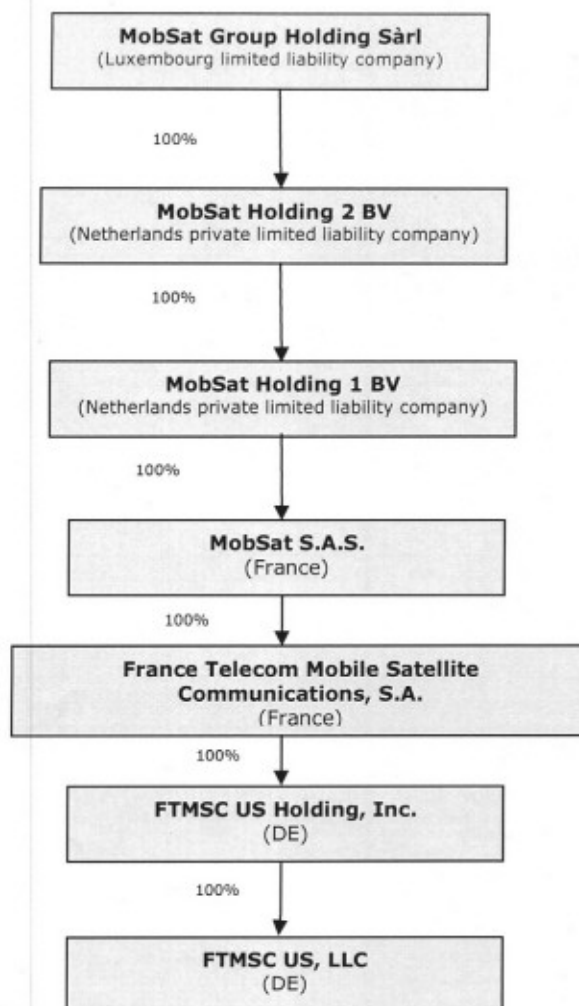 MobSat Group Holding Sàrl
(Luxembourg limited liability company)
100%
MobSat Holding 2 BV
(Netherlands private limited liability company)
100%
MobSat Holding 1 BV
(Netherlands private limited liability company)
100%
MobSat S.A.S.
(France)
100%
France Telecom Mobile Satellite
Communications, S.A.
(France)
100%
FTMSC US Holding, Inc.
(DE)
100%
FTMSC US, LLC
(DE)